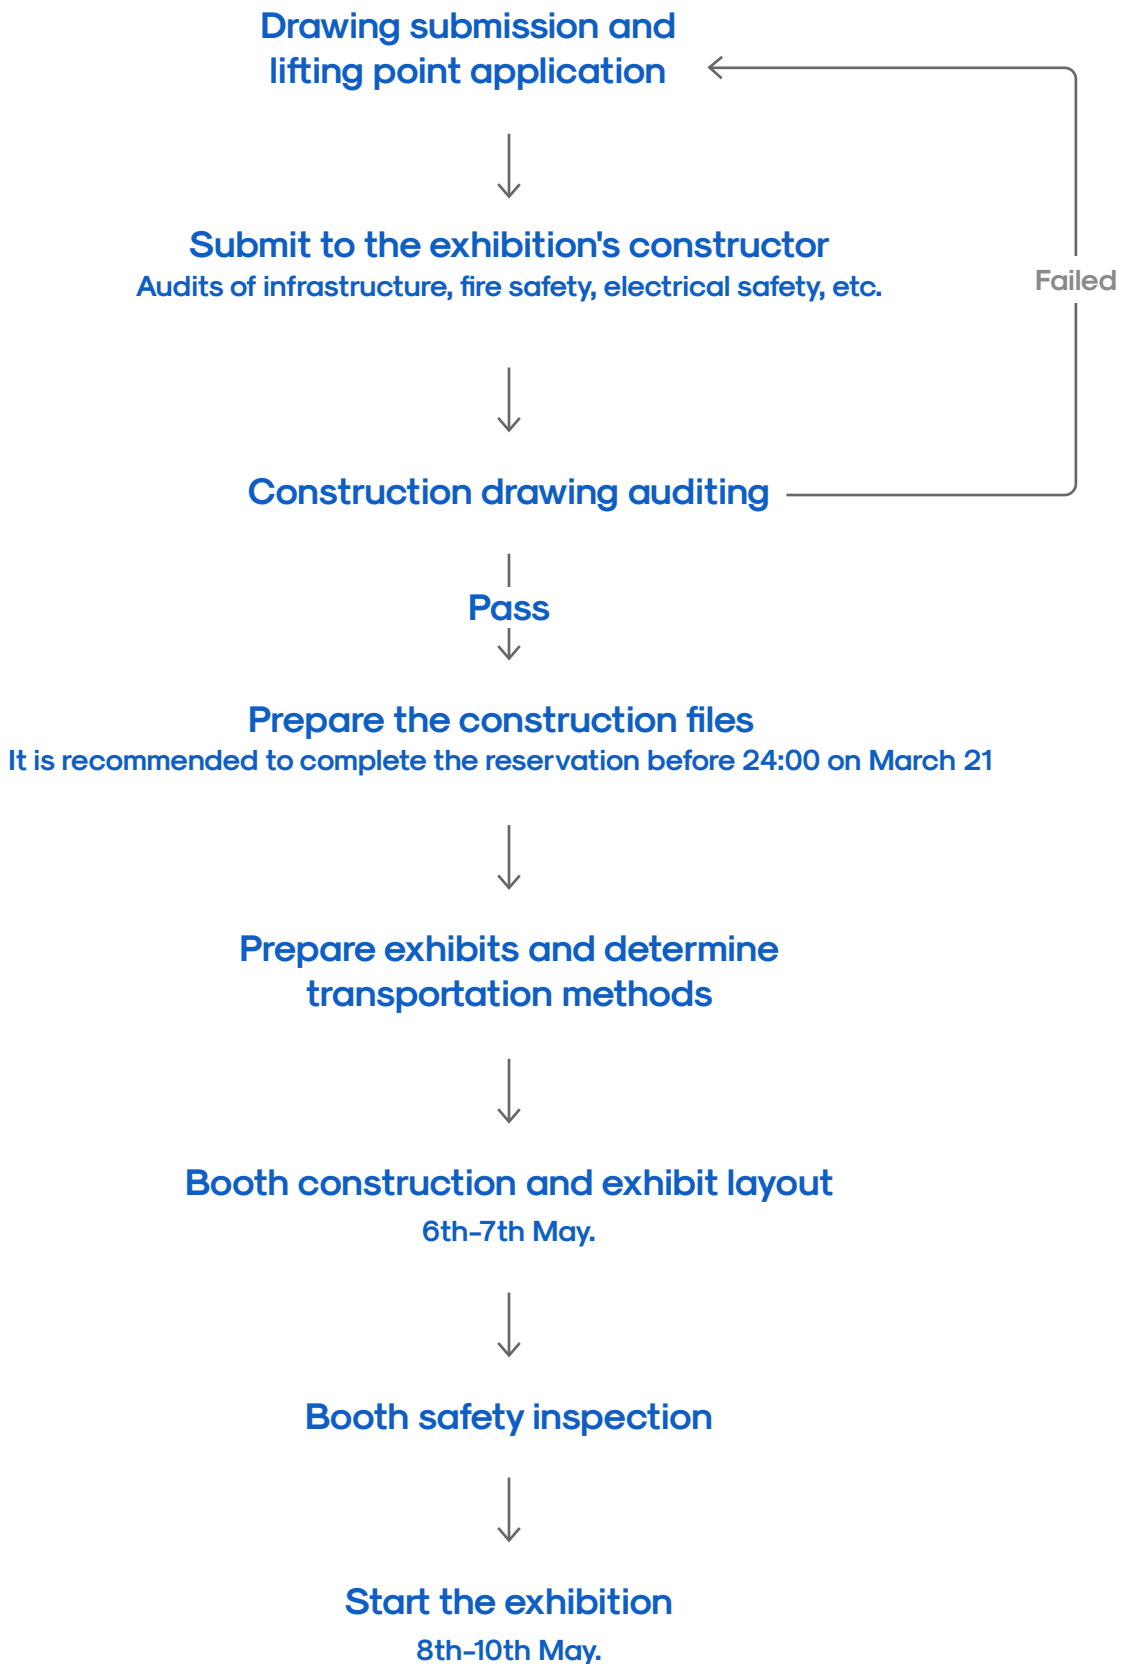 Drawing submission and
lifting point application
Submit to the exhibition's constructor
Audits of infrastructure, fire safety, electrical safety, etc.
Failed
Construction drawing auditing
Pass
Prepare the construction files
It is recommended to complete the reservation before 24:00 on March 21
Prepare exhibits and determine
transportation methods
Booth construction and exhibit layout
6th-7th May.
Booth safety inspection
Start the exhibition
8th-10th May.